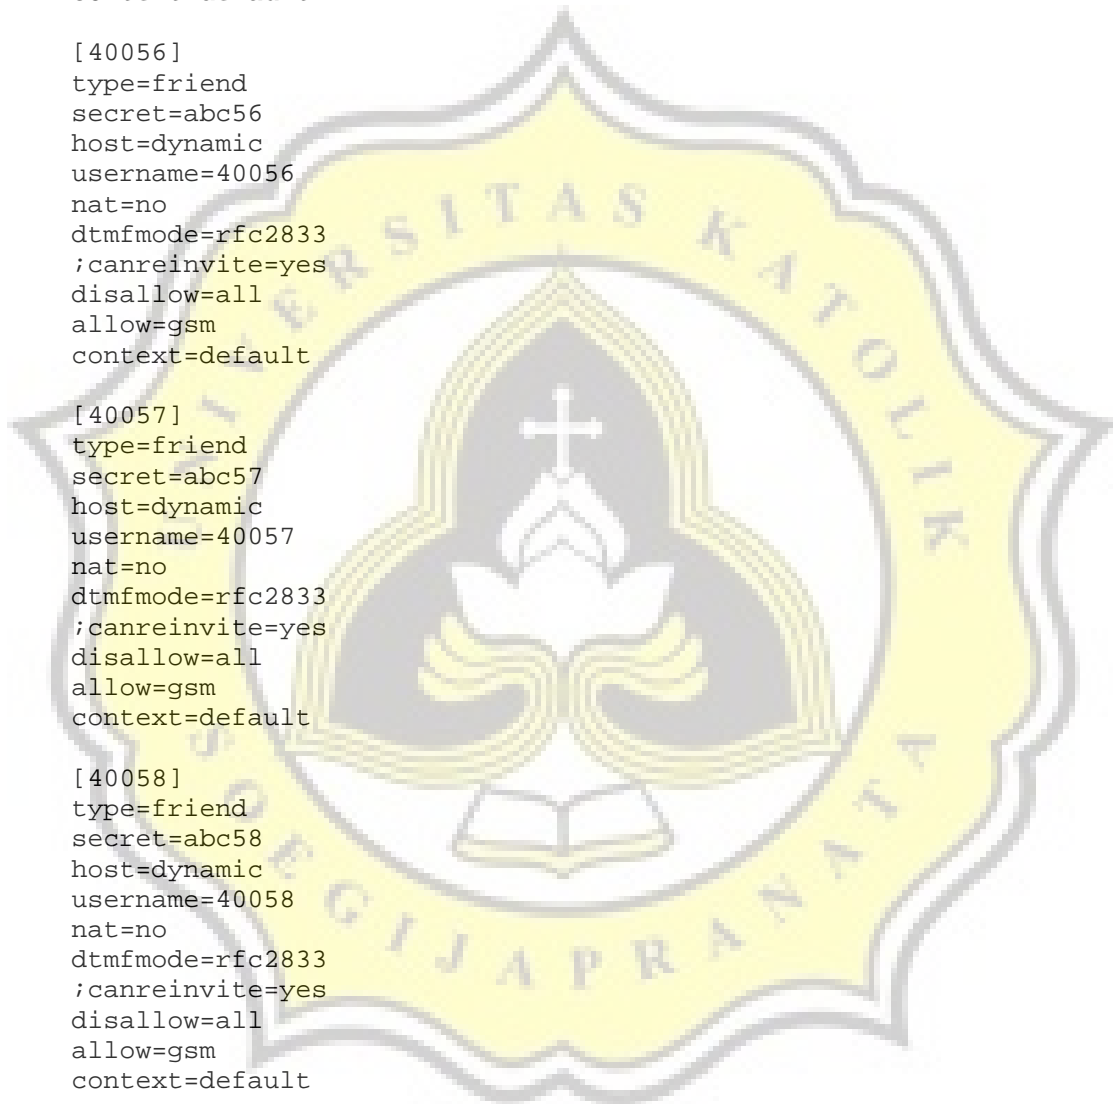 [40056]
type=friend
secret=abc56
host=dynamic
username=40056
nat=no
dtmfmode=rfc2833
;canreinvite=yes
disallow=all
allow=gsm
context=default
[40057]
type=friend
secret=abc57
host=dynamic
username=40057
nat=no
dtmfmode=rfc2833
;canreinvite=yes
disallow=all
allow=gsm
context=default
[40058]
type=friend
secret=abc58
host=dynamic
username=40058
nat=no
dtmfmode=rfc2833
;canreinvite=yes
disallow=all
allow=gsm
context=default
UNIVERSITAS KATOLIK
SOEGIJAPRANATA